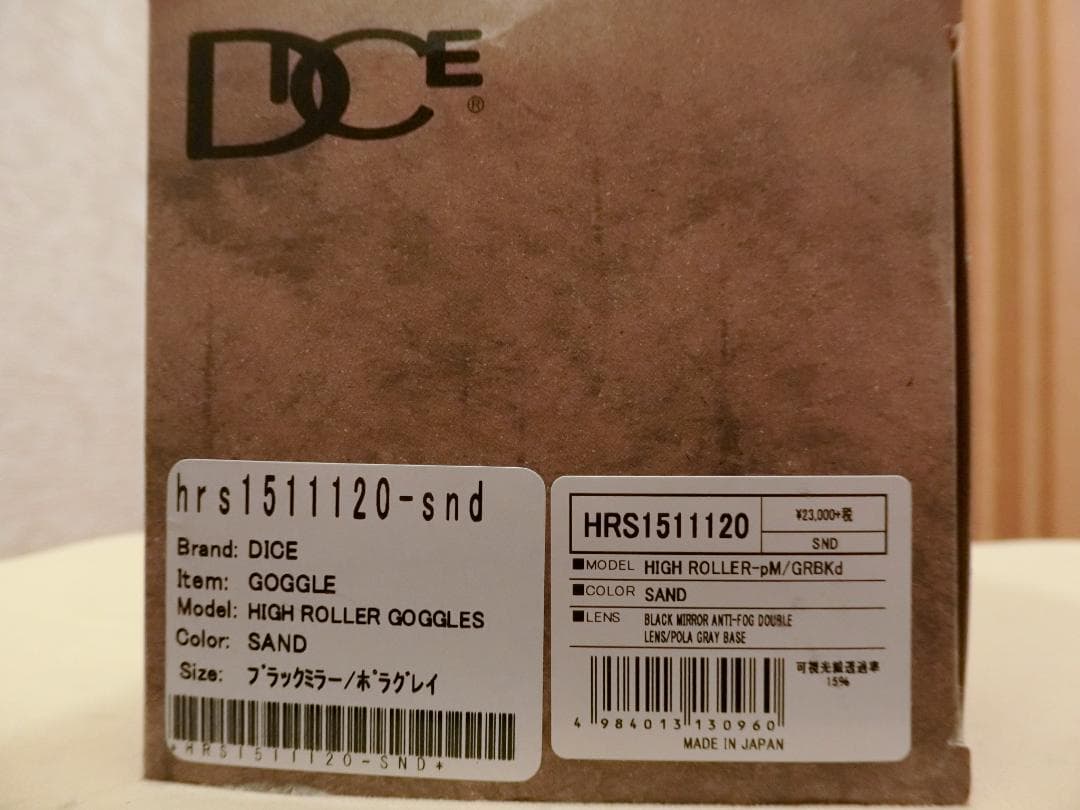 DICE®
hrs1511120-snd
Brand: DICE
Item: GOGGLE
Model: HIGH ROLLER GOGGLES
Color: SAND
Size: ブラックミラー/ポラグレイ
*HRS1511120-SND*
HRS1511120
¥23,000+税
SND
■MODEL HIGH ROLLER-pM/GRBKd
■COLOR SAND
■LENS BLACK MIRROR ANTI-FOG DOUBLE
LENS/POLA GRAY BASE
可視光線透過率
15%
4 984013 130960
MADE IN JAPAN